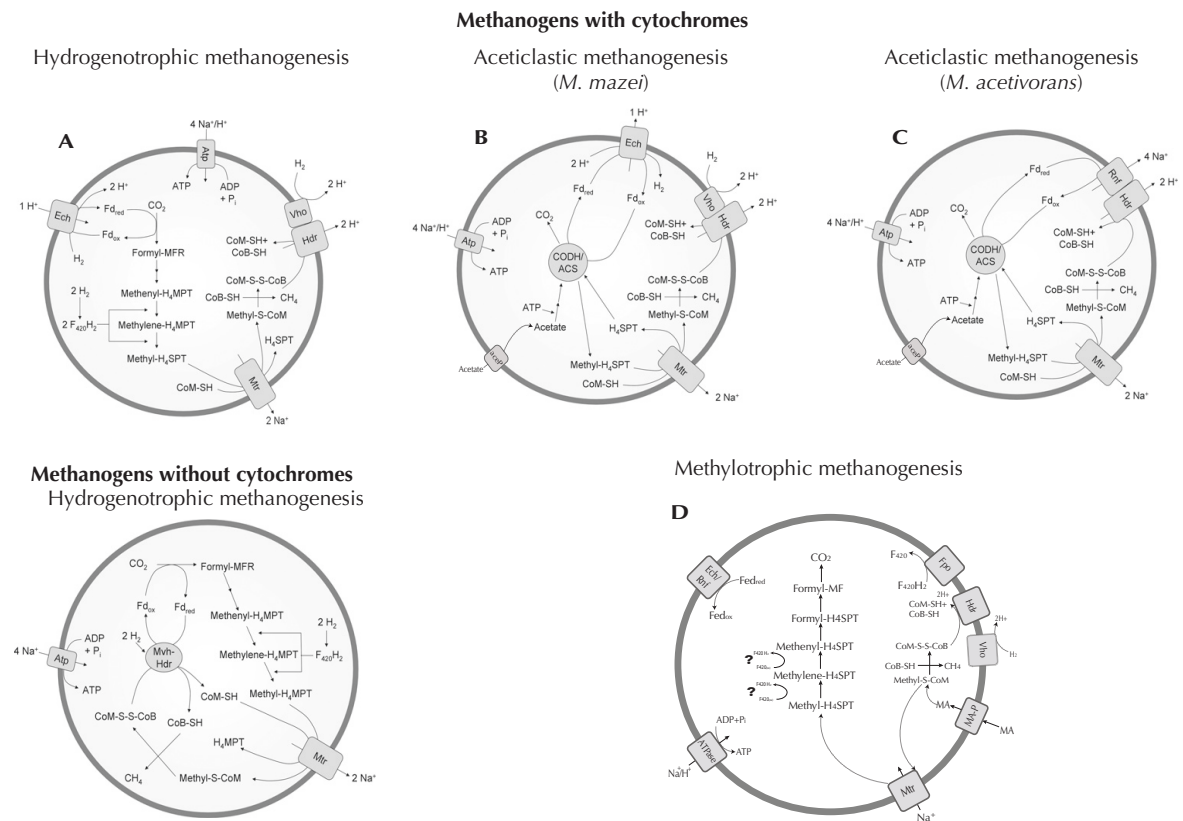 Methanogens with cytochromes
Hydrogenotrophic methanogenesis
Aceticlastic methanogenesis
(M. mazei)
Aceticlastic methanogenesis
(M. acetivorans)
A
4 Na⁺/H⁺
Atp
ATP
ADP
+ Pi
H₂
2 H⁺
Vho
2 H⁺
Hdr
2 H⁺
1 H⁺
Ech
Fdred
Fdox
H₂
CO₂
Formyl-MFR
CoM-SH+
CoB-SH
CoM-S-S-CoB
CoB-SH
CH₄
Methyl-S-CoM
2 H₂
Methenyl-H₄MPT
2 F₄₂₀H₂
Methylene-H₄MPT
Methyl-H₄SPT
H₄SPT
CoM-SH
Mtr
2 Na⁺
B
1 H⁺
Ech
2 H⁺
H₂
H₂
2 H⁺
Vho
Hdr
2 H⁺
Fdred
Fdox
CO₂
4 Na⁺/H⁺
Atp
ADP
+ Pi
ATP
CODH/
ACS
CoM-SH+
CoB-SH
CoM-S-S-CoB
CoB-SH
CH₄
Methyl-S-CoM
ATP
Acetate
H₄SPT
aceP
Acetate
Methyl-H₄SPT
CoM-SH
Mtr
2 Na⁺
C
Fdred
Rnf
4 Na⁺
Hdr
2 H⁺
Fdox
CO₂
4 Na⁺/H⁺
Atp
ADP
+ Pi
ATP
CODH/
ACS
CoM-SH+
CoB-SH
CoM-S-S-CoB
CoB-SH
CH₄
Methyl-S-CoM
ATP
Acetate
H₄SPT
aceP
Acetate
Methyl-H₄SPT
CoM-SH
Mtr
2 Na⁺
Methanogens without cytochromes
Hydrogenotrophic methanogenesis
CO₂
Formyl-MFR
Fdox
Fdred
Methenyl-H₄MPT
2 H₂
2 H₂
Mvh-
Hdr
Methylene-H₄MPT
F₄₂₀H₂
4 Na⁺
Atp
ADP
+ Pi
ATP
CoM-SH
Methyl-H₄MPT
CoM-S-S-CoB
CoB-SH
H₄MPT
Mtr
2 Na⁺
CH₄
Methyl-S-CoM
Methylotrophic methanogenesis
D
Ech/
Rnf
Fedred
Fedox
CO2
Formyl-MF
Formyl-H4SPT
Methenyl-H4SPT
Methylene-H4SPT
Methyl-H4SPT
?
F420 H₂
F420ox
?
F420 H₂
F420ox
F420
F420H2
Fpo
2H+
Hdr
CoM-SH+
CoB-SH
2H+
Vho
H₂
CoM-S-S-CoB
CoB-SH
CH4
Methyl-S-CoM
MA
MA-P
MA
ADP+Pi
ATP
ATPase
Na⁺/H⁺
Mtr
Na⁺